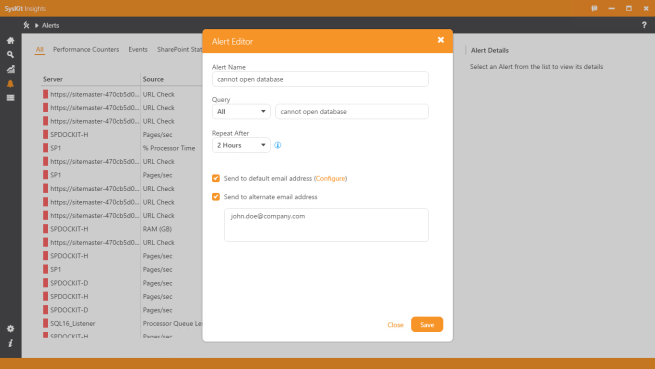 SysKit Insights
Alerts
?
All Performance Counters Events SharePoint Stat
Alert Details
Select an Alert from the list to view its details
Server Source
https://sitemaster-470cb5d0... URL Check
https://sitemaster-470cb5d0... URL Check
https://sitemaster-470cb5d0... URL Check
SPDOCKIT-H Pages/sec
SP1 % Processor Time
https://sitemaster-470cb5d0... URL Check
SP1 Pages/sec
https://sitemaster-470cb5d0... URL Check
https://sitemaster-470cb5d0... URL Check
SPDOCKIT-H Pages/sec
SPDOCKIT-H RAM (GB)
https://sitemaster-470cb5d0... URL Check
SPDOCKIT-H Pages/sec
SP1 Pages/sec
SPDOCKIT-D Pages/sec
SPDOCKIT-H Pages/sec
SPDOCKIT-D Pages/sec
SQL16_Listener Processor Queue Le
SPDOCKIT-H Pages/sec
Alert Editor
Alert Name
cannot open database
Query
All cannot open database
Repeat After
2 Hours
Send to default email address (Configure)
Send to alternate email address
john.doe@company.com
Close Save